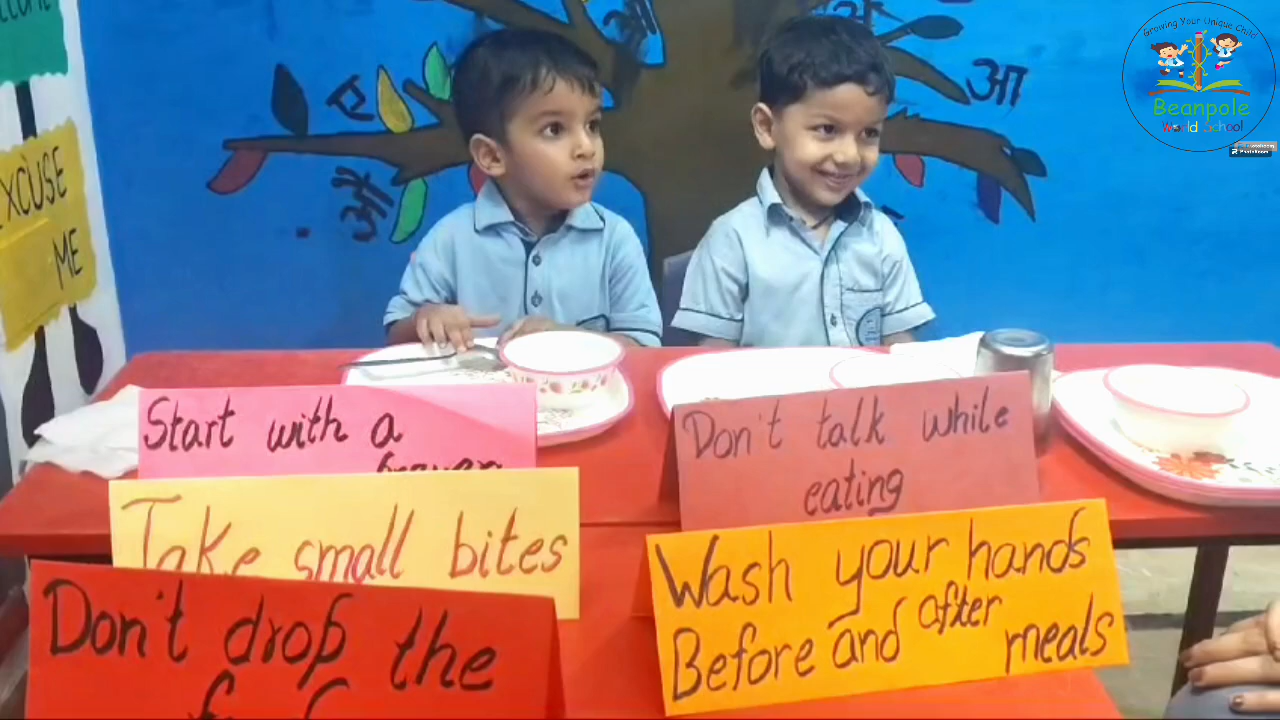 EXCUSE
ME
ए
ओ
आ
Growing Your Unique Child
Beanpole
World School
Start with a
Take small bites
Don't drop the
Don't talk while
eating
Wash your hands
Before and after meals